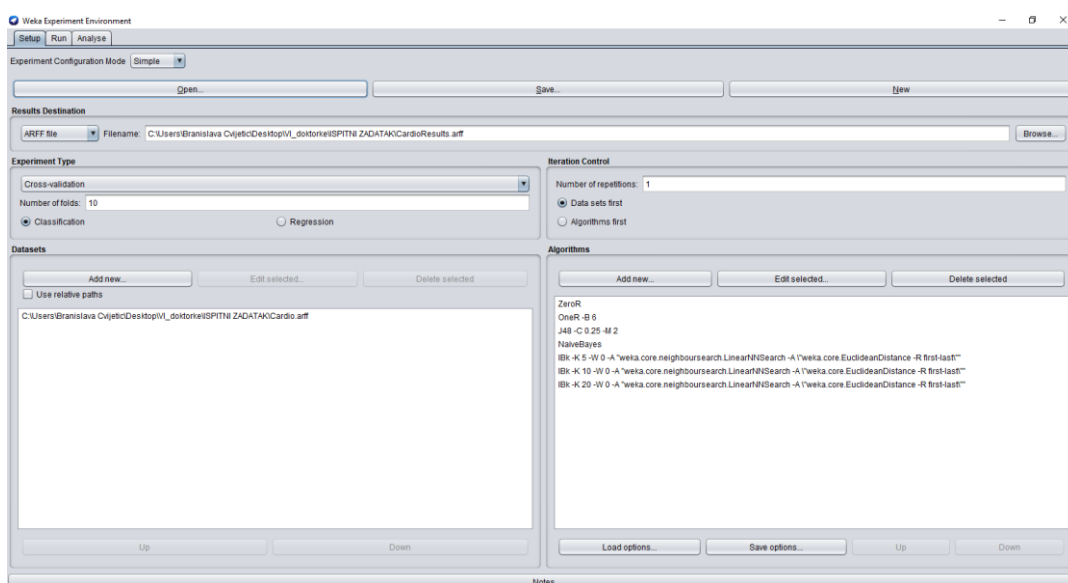 Weka Experiment Environment
Setup Run Analyse
Experiment Configuration Mode Simple
Open... Save... New
Results Destination
ARFF file Filename: C:\Users\Branislava Cvijetic\Desktop\VI_doktorke\ISPITNI ZADATAK\CardioResults.arff Browse...
Experiment Type
Cross-validation
Number of folds: 10
Classification Regression
Iteration Control
Number of repetitions: 1
Data sets first
Algorithms first
Datasets
Add new... Edit selected... Delete selected
Use relative paths
C:\Users\Branislava Cvijetic\Desktop\VI_doktorke\ISPITNI ZADATAK\Cardio.arff
Up Down
Algorithms
Add new... Edit selected... Delete selected
ZeroR
OneR -B 6
J48 -C 0.25 -M 2
NaiveBayes
IBk -K 5 -W 0 -A "weka.core.neighboursearch.LinearNNSearch -A \"weka.core.EuclideanDistance -R first-last\""
IBk -K 10 -W 0 -A "weka.core.neighboursearch.LinearNNSearch -A \"weka.core.EuclideanDistance -R first-last\""
IBk -K 20 -W 0 -A "weka.core.neighboursearch.LinearNNSearch -A \"weka.core.EuclideanDistance -R first-last\""
Load options... Save options... Up Down
Notes